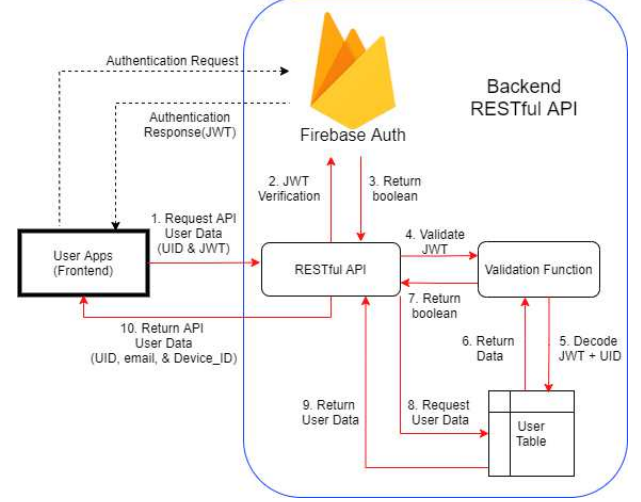 Authentication Request
Authentication
Response(JWT)
Firebase Auth
Backend
RESTful API
2. JWT
Verification
3. Return
boolean
1. Request API
User Data
(UID & JWT)
User Apps
(Frontend)
RESTful API
4. Validate
JWT
Validation Function
7. Return
boolean
10. Return API
User Data
(UID, email, & Device_ID)
6. Return
Data
5. Decode
JWT + UID
9. Return
User Data
8. Request
User Data
User
Table